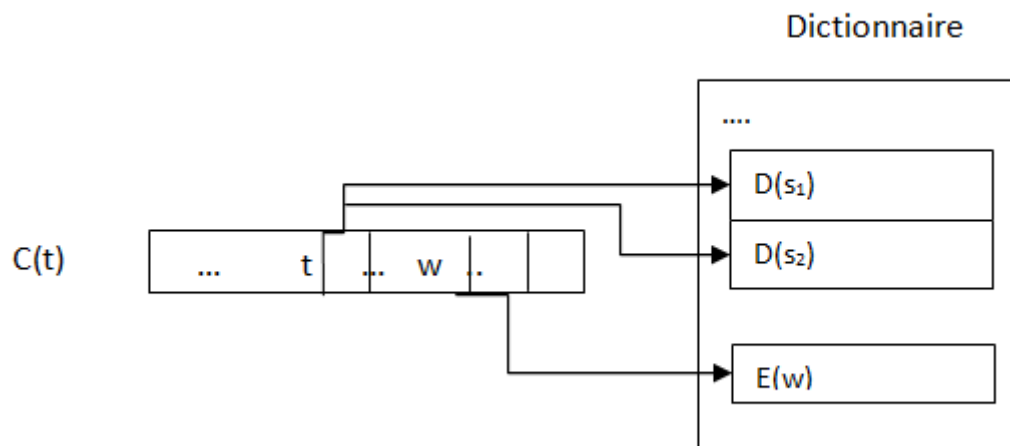 Dictionnaire
....
D(s₁)
C(t) ... t ... w .. D(s₂)
E(w)